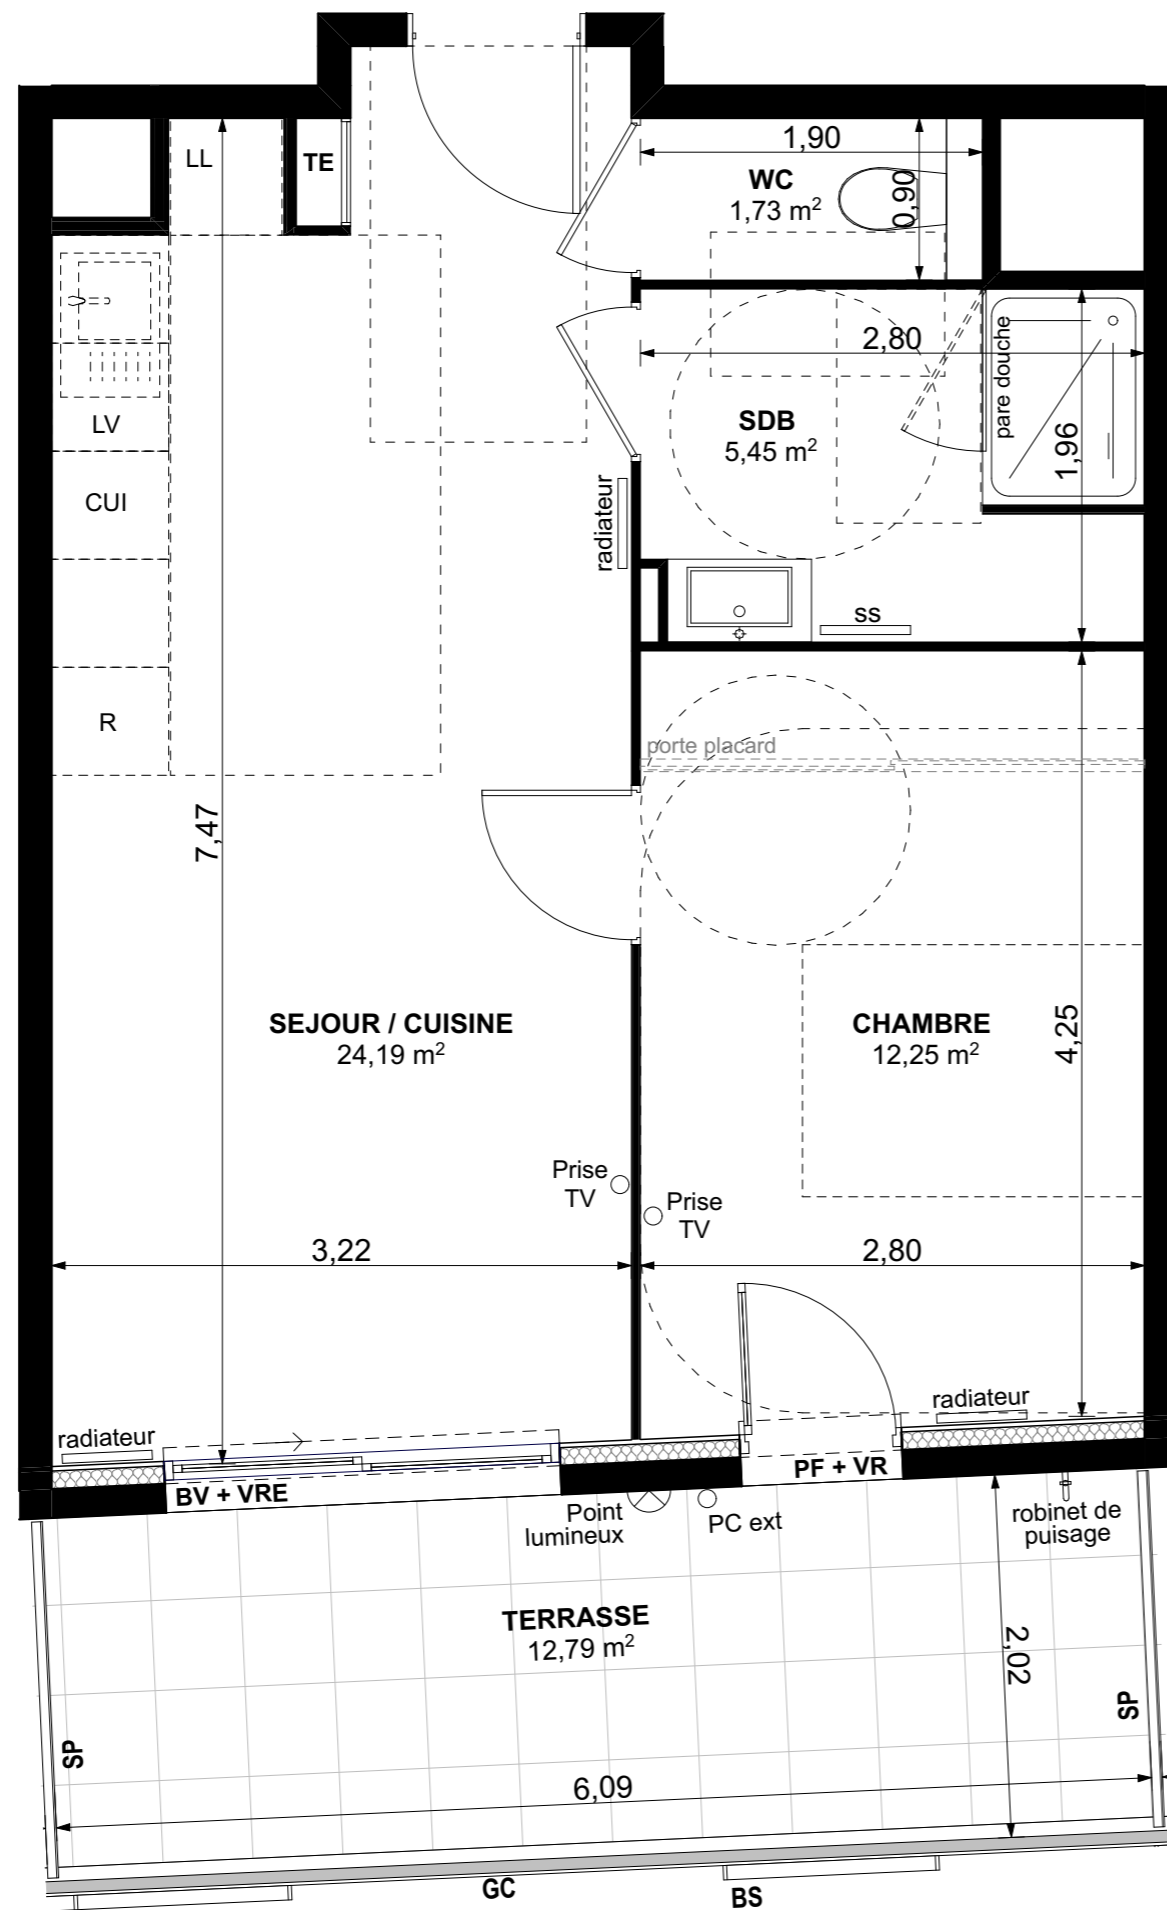 LL
TE
1,90
WC
1,73 m²
0,90
2,80
pare douche
SDB
5,45 m²
1,96
LV
CUI
radiateur
ss
R
porte placard
7,47
SEJOUR / CUISINE
24,19 m²
CHAMBRE
12,25 m²
4,25
Prise
TV
Prise
TV
3,22
2,80
radiateur
radiateur
BV + VRE
PF + VR
Point
lumineux
PC ext
robinet de
puisage
TERRASSE
12,79 m²
2,02
SP
SP
6,09
GC
BS